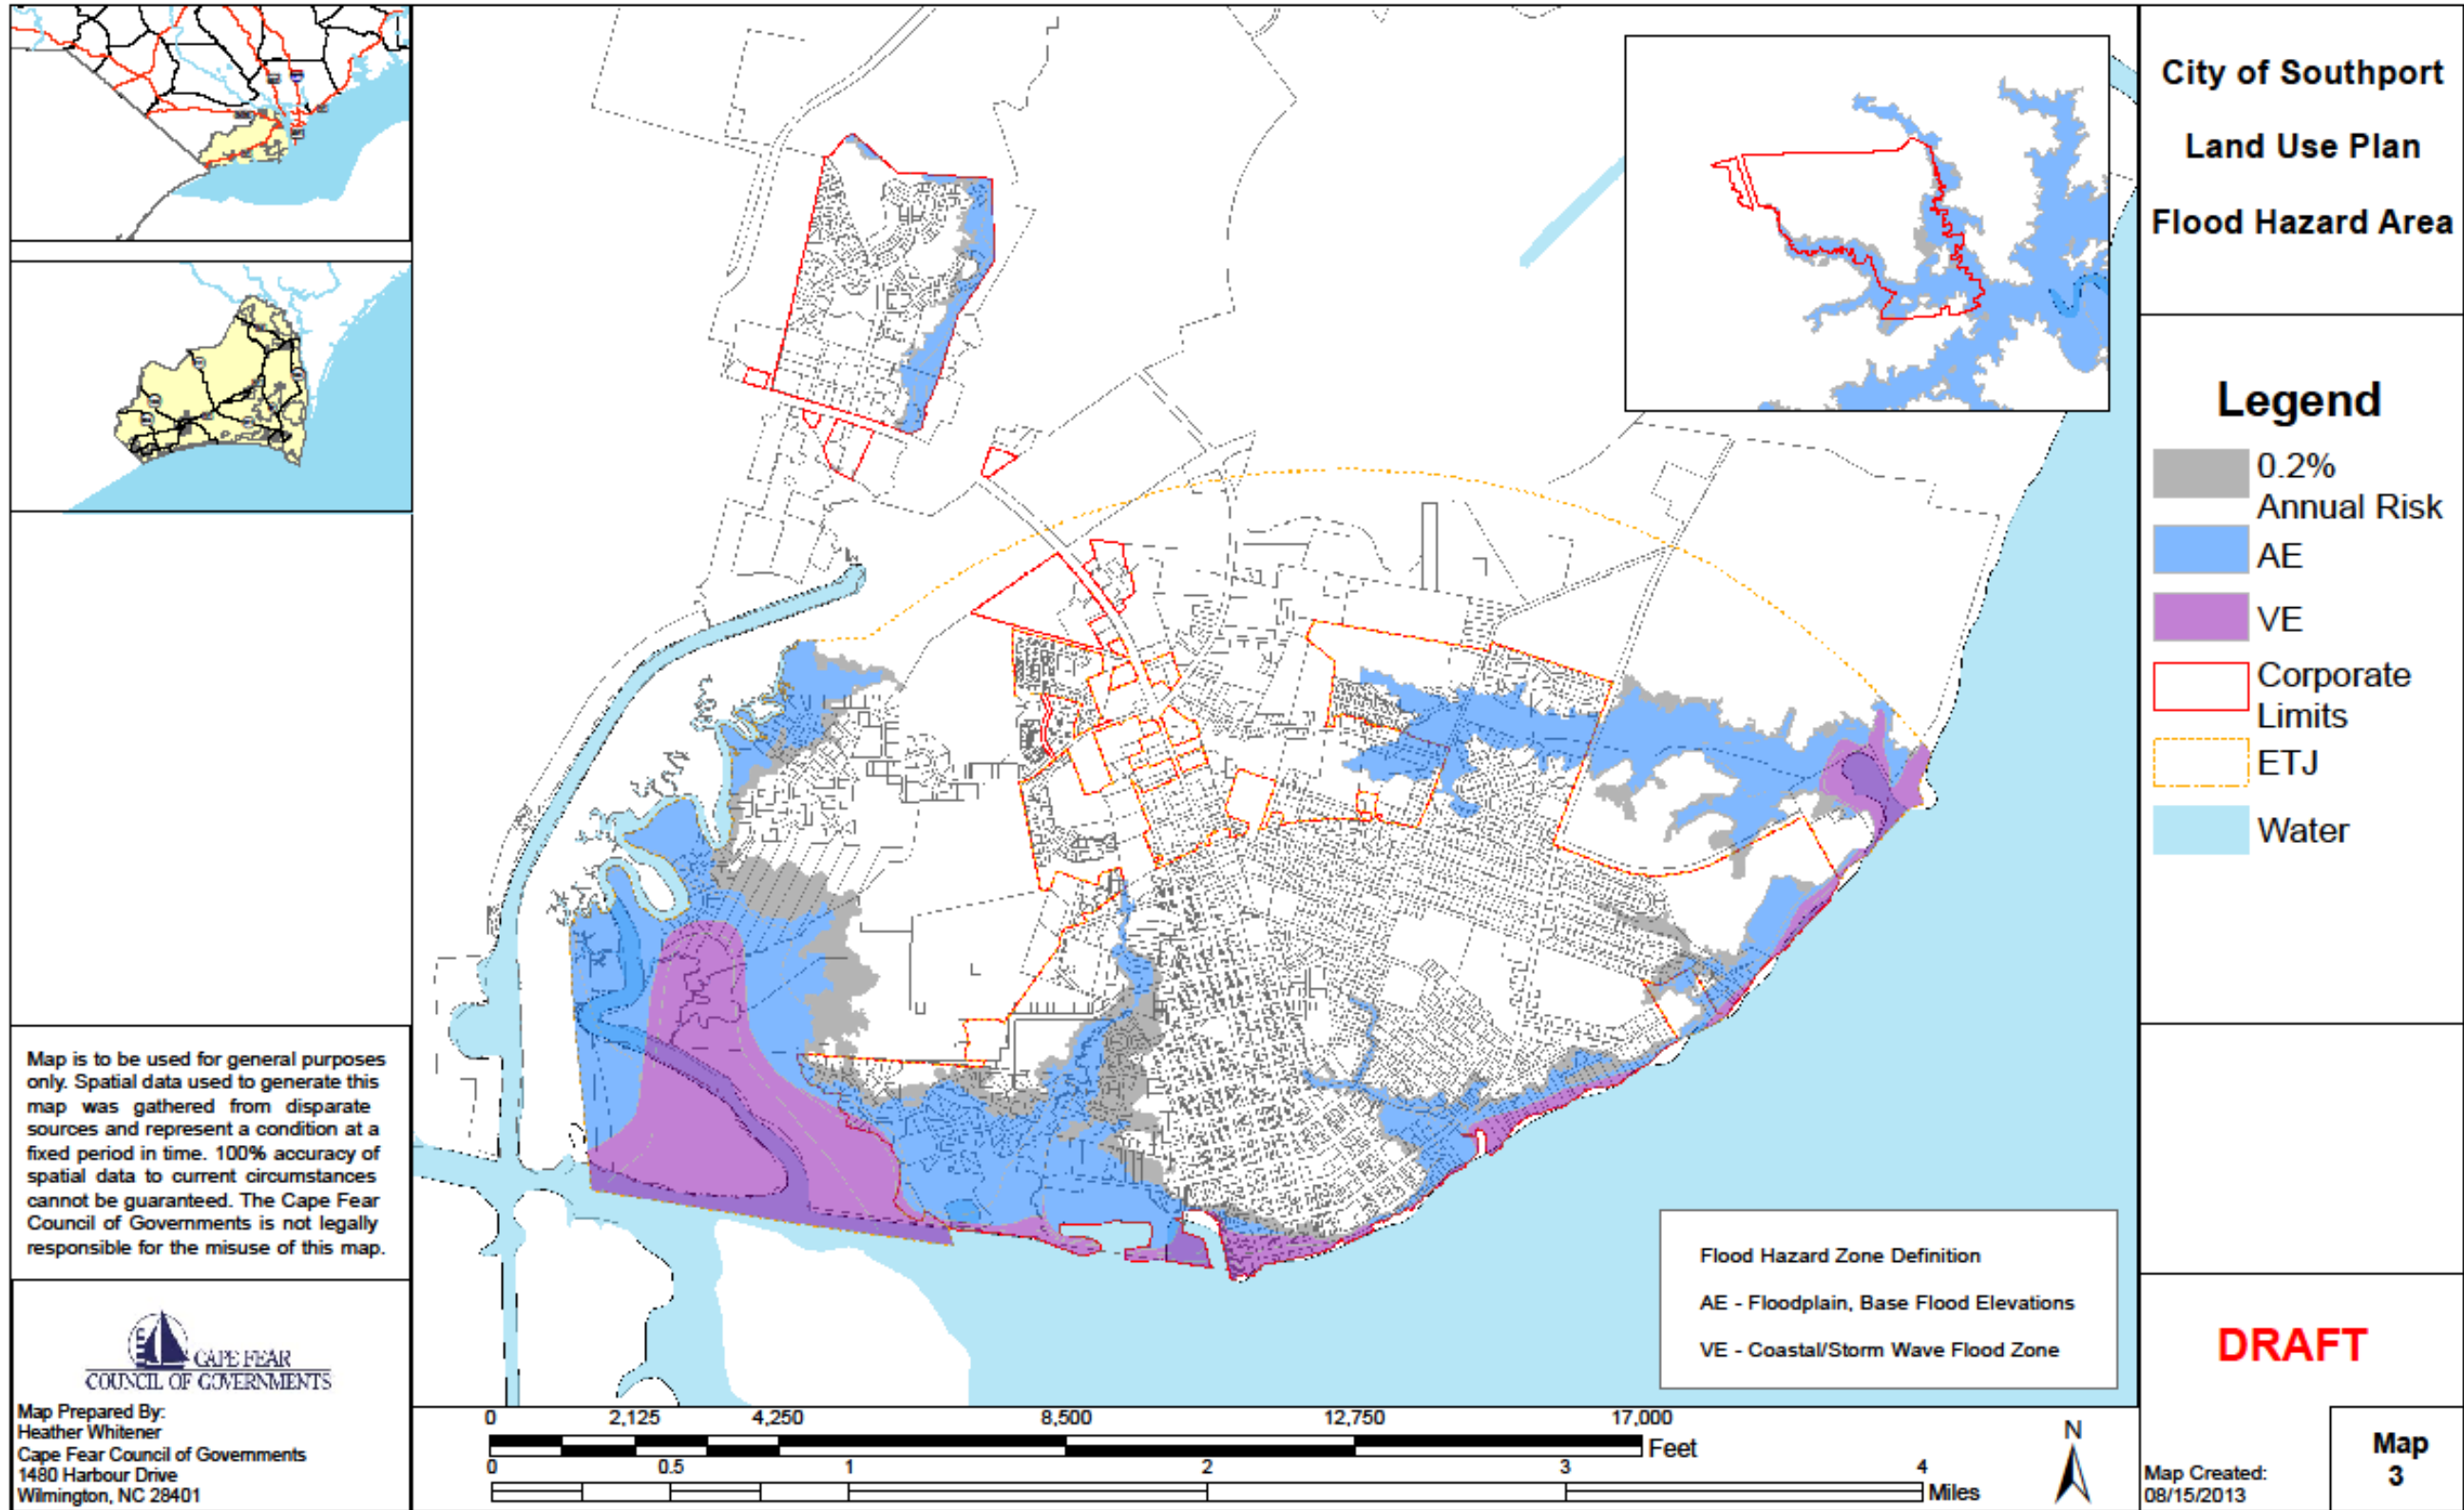 City of Southport
Land Use Plan
Flood Hazard Area
Legend
0.2%
Annual Risk
AE
VE
Corporate
Limits
ETJ
Water
Map is to be used for general purposes
only. Spatial data used to generate this
map was gathered from disparate
sources and represent a condition at a
fixed period in time. 100% accuracy of
spatial data to current circumstances
cannot be guaranteed. The Cape Fear
Council of Governments is not legally
responsible for the misuse of this map.
CAPE FEAR
COUNCIL OF GOVERNMENTS
Map Prepared By:
Heather Whitener
Cape Fear Council of Governments
1480 Harbour Drive
Wilmington, NC 28401
Flood Hazard Zone Definition
AE - Floodplain, Base Flood Elevations
VE - Coastal/Storm Wave Flood Zone
0 2,125 4,250 8,500 12,750 17,000
Feet
0 0.5 1 2 3 4
Miles
N
DRAFT
Map Created:
08/15/2013
Map
3